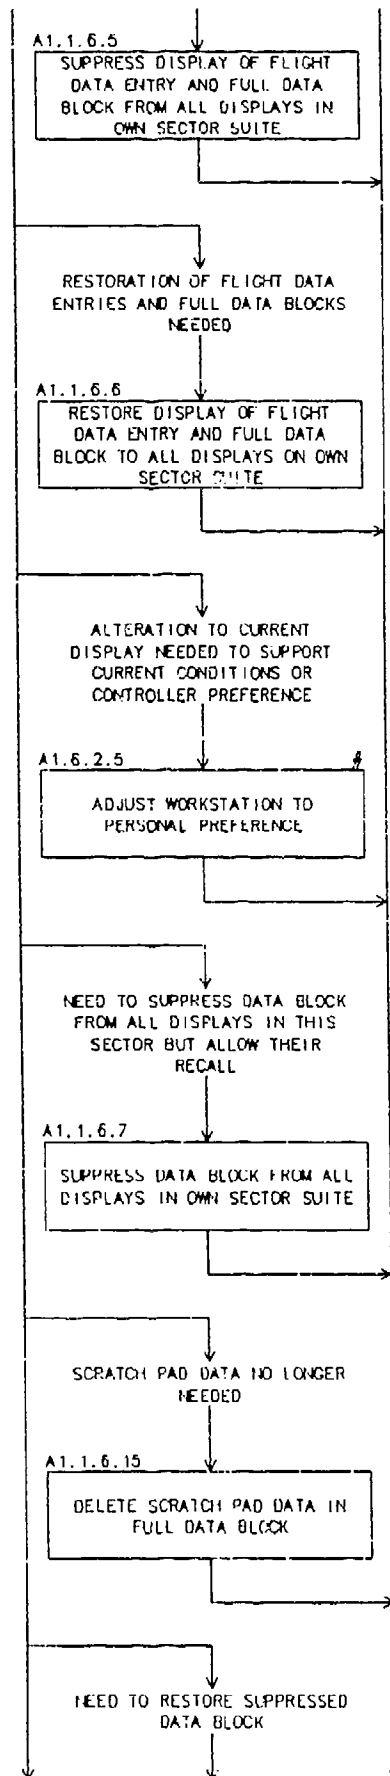 A1.1.6.5
SUPPRESS DISPLAY OF FLIGHT
DATA ENTRY AND FULL DATA
BLOCK FROM ALL DISPLAYS IN
OWN SECTOR SUITE
RESTORATION OF FLIGHT DATA
ENTRIES AND FULL DATA BLOCKS
NEEDED
A1.1.6.6
RESTORE DISPLAY OF FLIGHT
DATA ENTRY AND FULL DATA
BLOCK TO ALL DISPLAYS ON OWN
SECTOR SUITE
ALTERATION TO CURRENT
DISPLAY NEEDED TO SUPPORT
CURRENT CONDITIONS OR
CONTROLLER PREFERENCE
A1.6.2.5
ADJUST WORKSTATION TO
PERSONAL PREFERENCE
NEED TO SUPPRESS DATA BLOCK
FROM ALL DISPLAYS IN THIS
SECTOR BUT ALLOW THEIR
RECALL
A1.1.6.7
SUPPRESS DATA BLOCK FROM ALL
DISPLAYS IN OWN SECTOR SUITE
SCRATCH PAD DATA NO LONGER
NEEDED
A1.1.6.15
DELETE SCRATCH PAD DATA IN
FULL DATA BLOCK
NEED TO RESTORE SUPPRESSED
DATA BLOCK